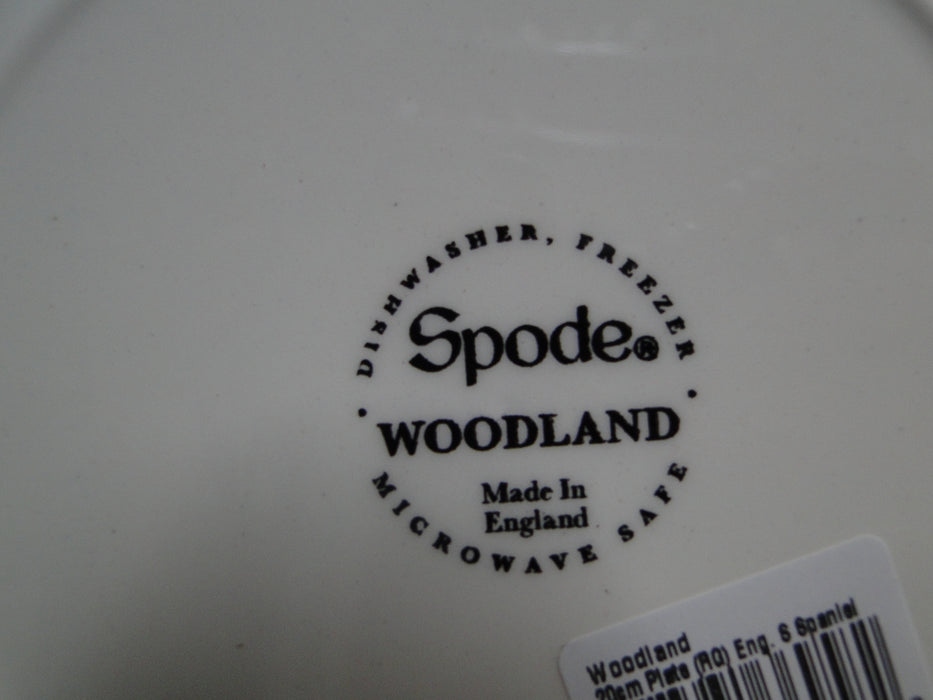 DISHWASHER, FREEZER
Spode®
WOODLAND
Made In
England
• MICROWAVE SAFE •
Woodland
20cm Plate (RO) Eng. S Spaniel